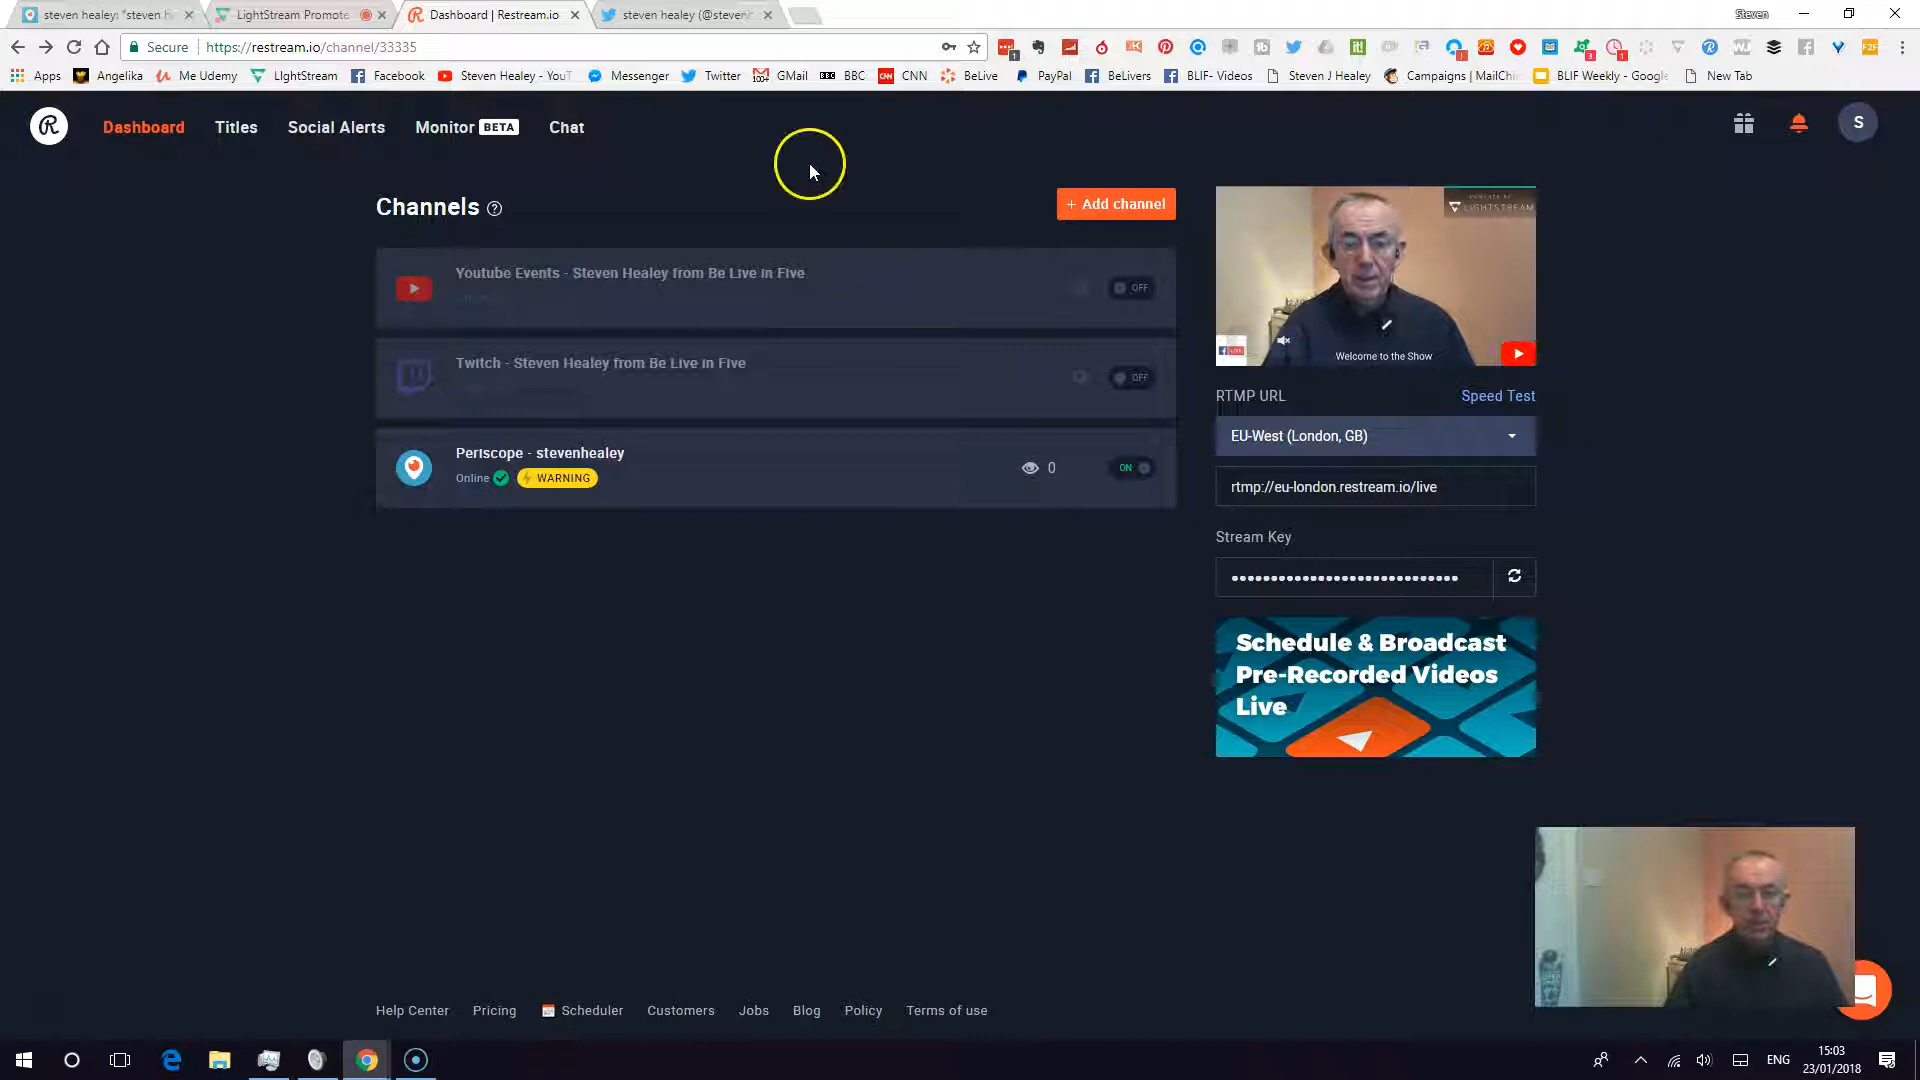 steven healey: "steven h
LightStream Promote
Dashboard | Restream.io
steven healey (@steven
Steven
Secure
https://restream.io/channel/33335
Apps
Angelika
Me Udemy
LIghtStream
Facebook
Steven Healey - YouT
Messenger
Twitter
GMail
BBC
CNN
BeLive
PayPal
BeLivers
BLIF- Videos
Steven J Healey
Campaigns | MailChi
BLIF Weekly - Google
New Tab
Dashboard
Titles
Social Alerts
Monitor BETA
Chat
S
Channels
+ Add channel
Youtube Events - Steven Healey from Be Live in Five
OFF
Twitch - Steven Healey from Be Live in Five
OFF
Periscope - stevenhealey
Online WARNING
0
ON
POWERED BY
LIGHTSTREAM
LIVE
Welcome to the Show
RTMP URL
Speed Test
EU-West (London, GB)
rtmp://eu-london.restream.io/live
Stream Key
Schedule & Broadcast
Pre-Recorded Videos
Live
Help Center
Pricing
Scheduler
Customers
Jobs
Blog
Policy
Terms of use
ENG
15:03
23/01/2018